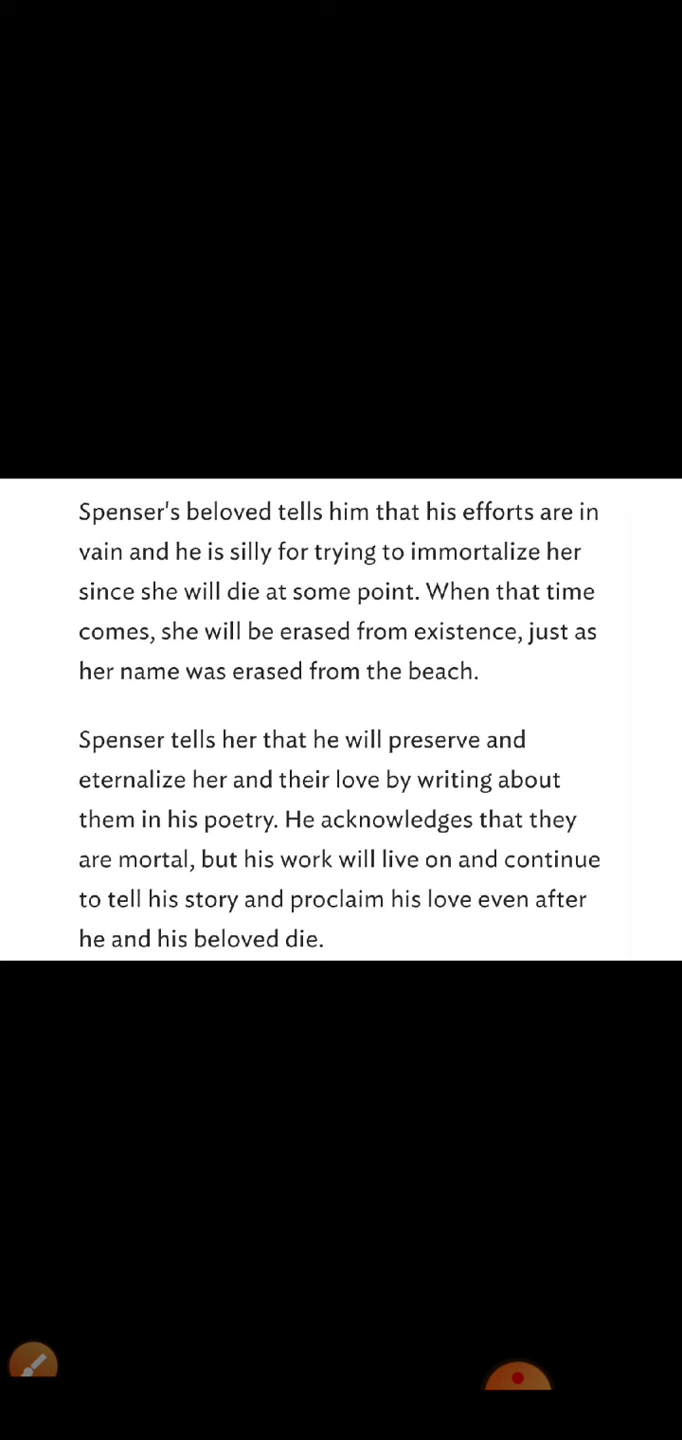 Spenser's beloved tells him that his efforts are in
vain and he is silly for trying to immortalize her
since she will die at some point. When that time
comes, she will be erased from existence, just as
her name was erased from the beach.
Spenser tells her that he will preserve and
eternalize her and their love by writing about
them in his poetry. He acknowledges that they
are mortal, but his work will live on and continue
to tell his story and proclaim his love even after
he and his beloved die.